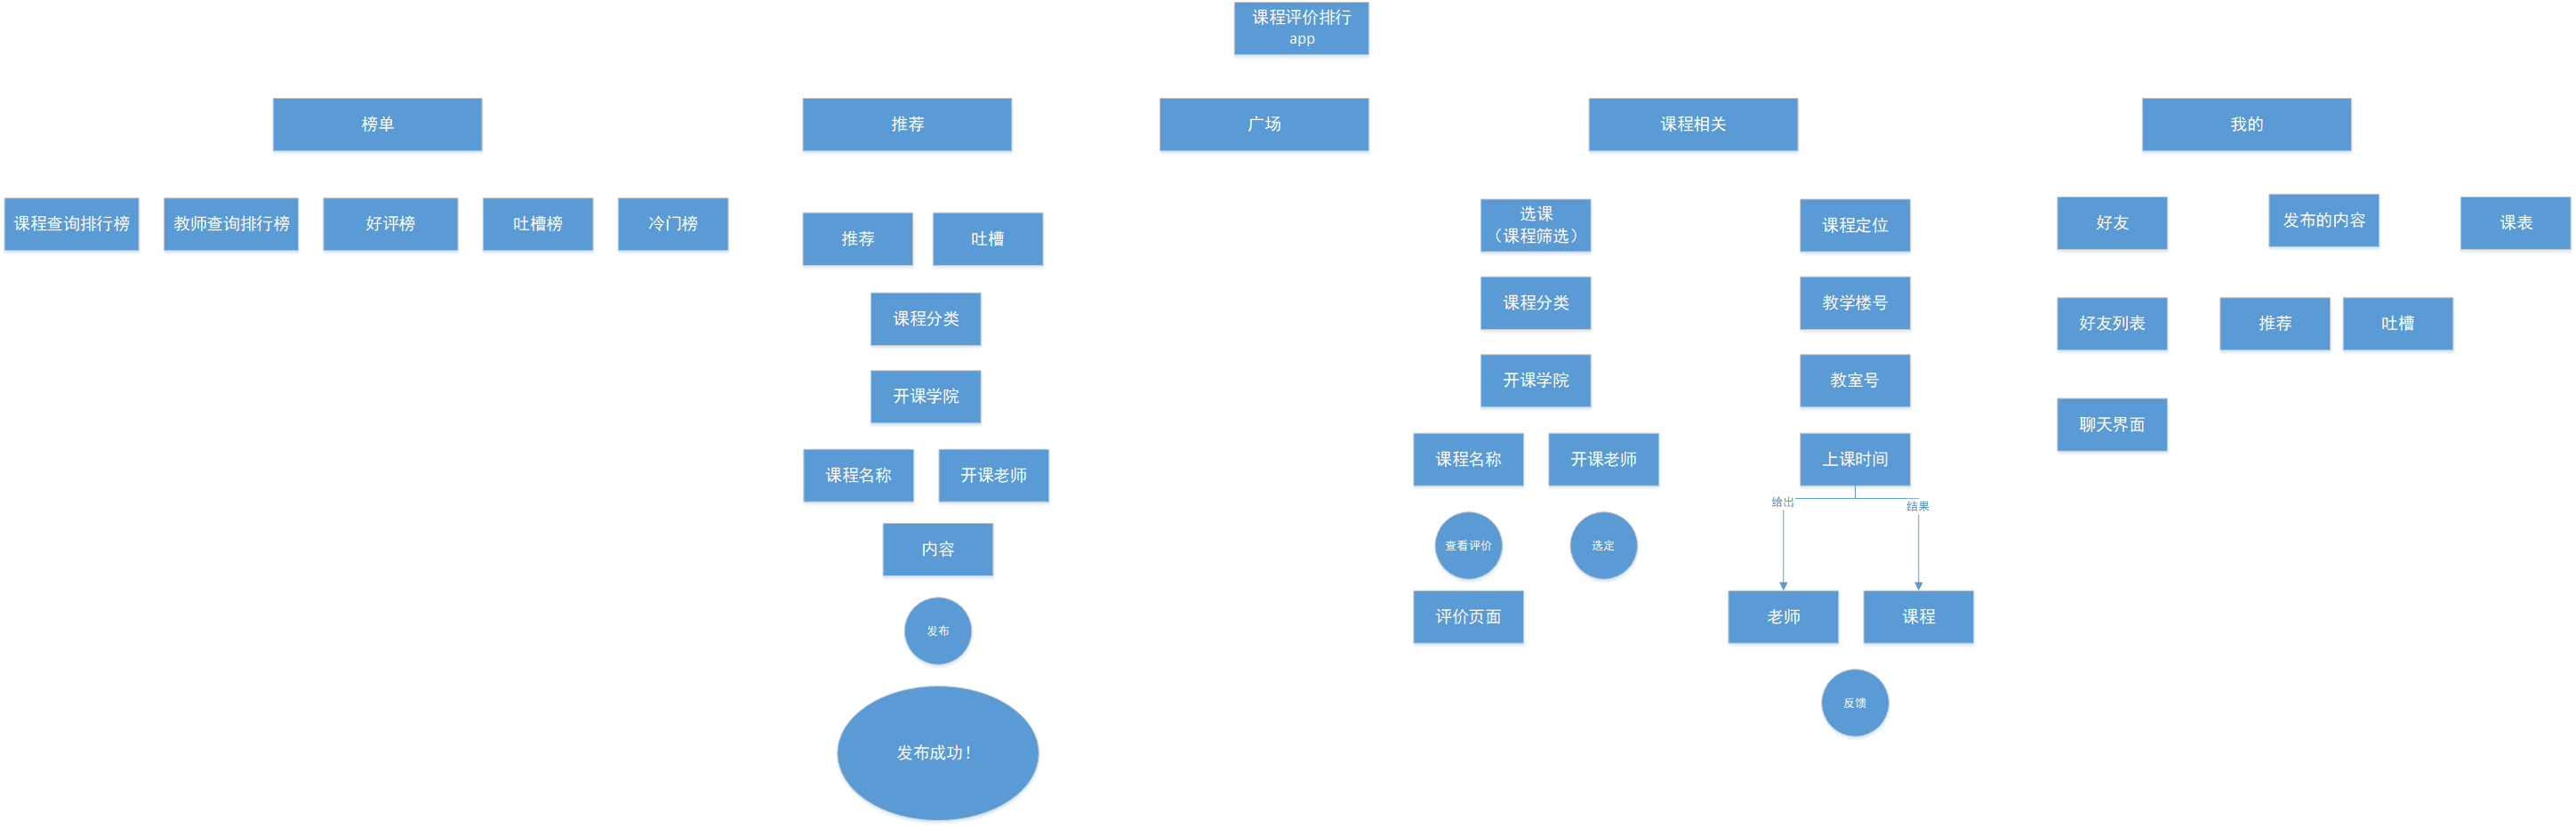 课程评价排行
app
榜单
推荐
广场
课程相关
我的
课程查询排行榜
教师查询排行榜
好评榜
吐槽榜
冷门榜
推荐
吐槽
课程分类
开课学院
课程名称
开课老师
内容
发布
发布成功！
选课
（课程筛选）
课程分类
开课学院
课程名称
开课老师
查看评价
选定
评价页面
课程定位
教学楼号
教室号
上课时间
给出
结果
老师
课程
反馈
好友
发布的内容
课表
好友列表
推荐
吐槽
聊天界面